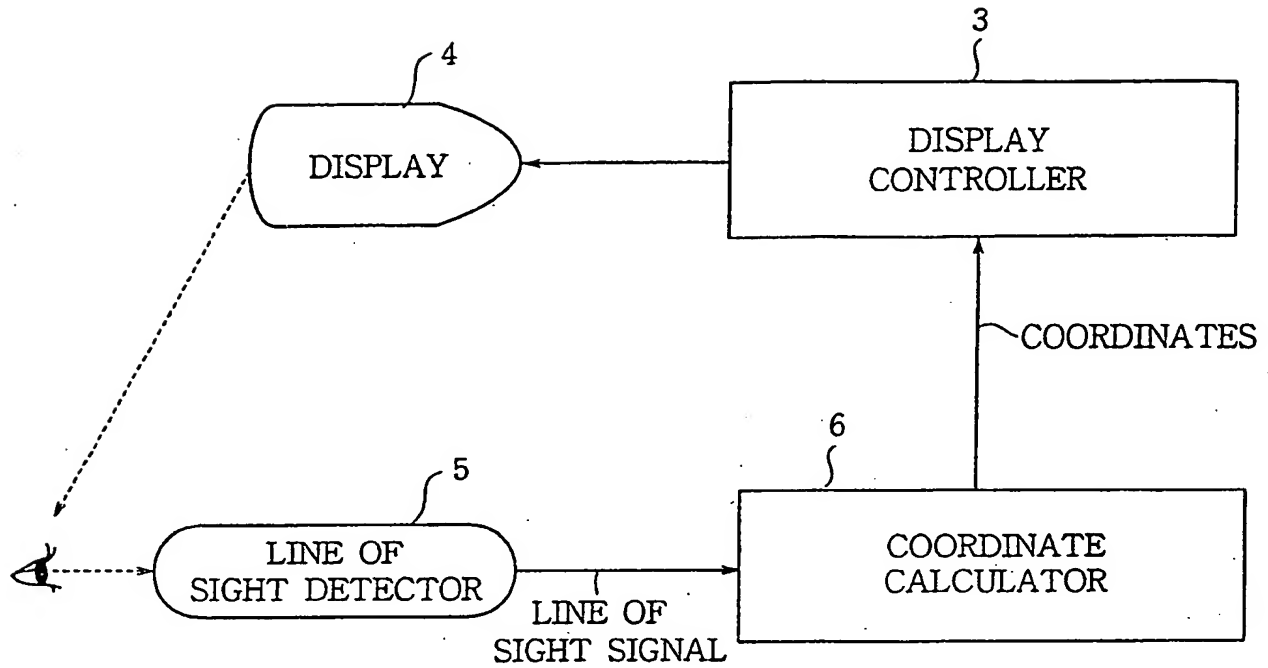 3
4
DISPLAY
DISPLAY
CONTROLLER
COORDINATES
6
5
LINE OF
SIGHT DETECTOR
COORDINATE
CALCULATOR
LINE OF
SIGHT SIGNAL